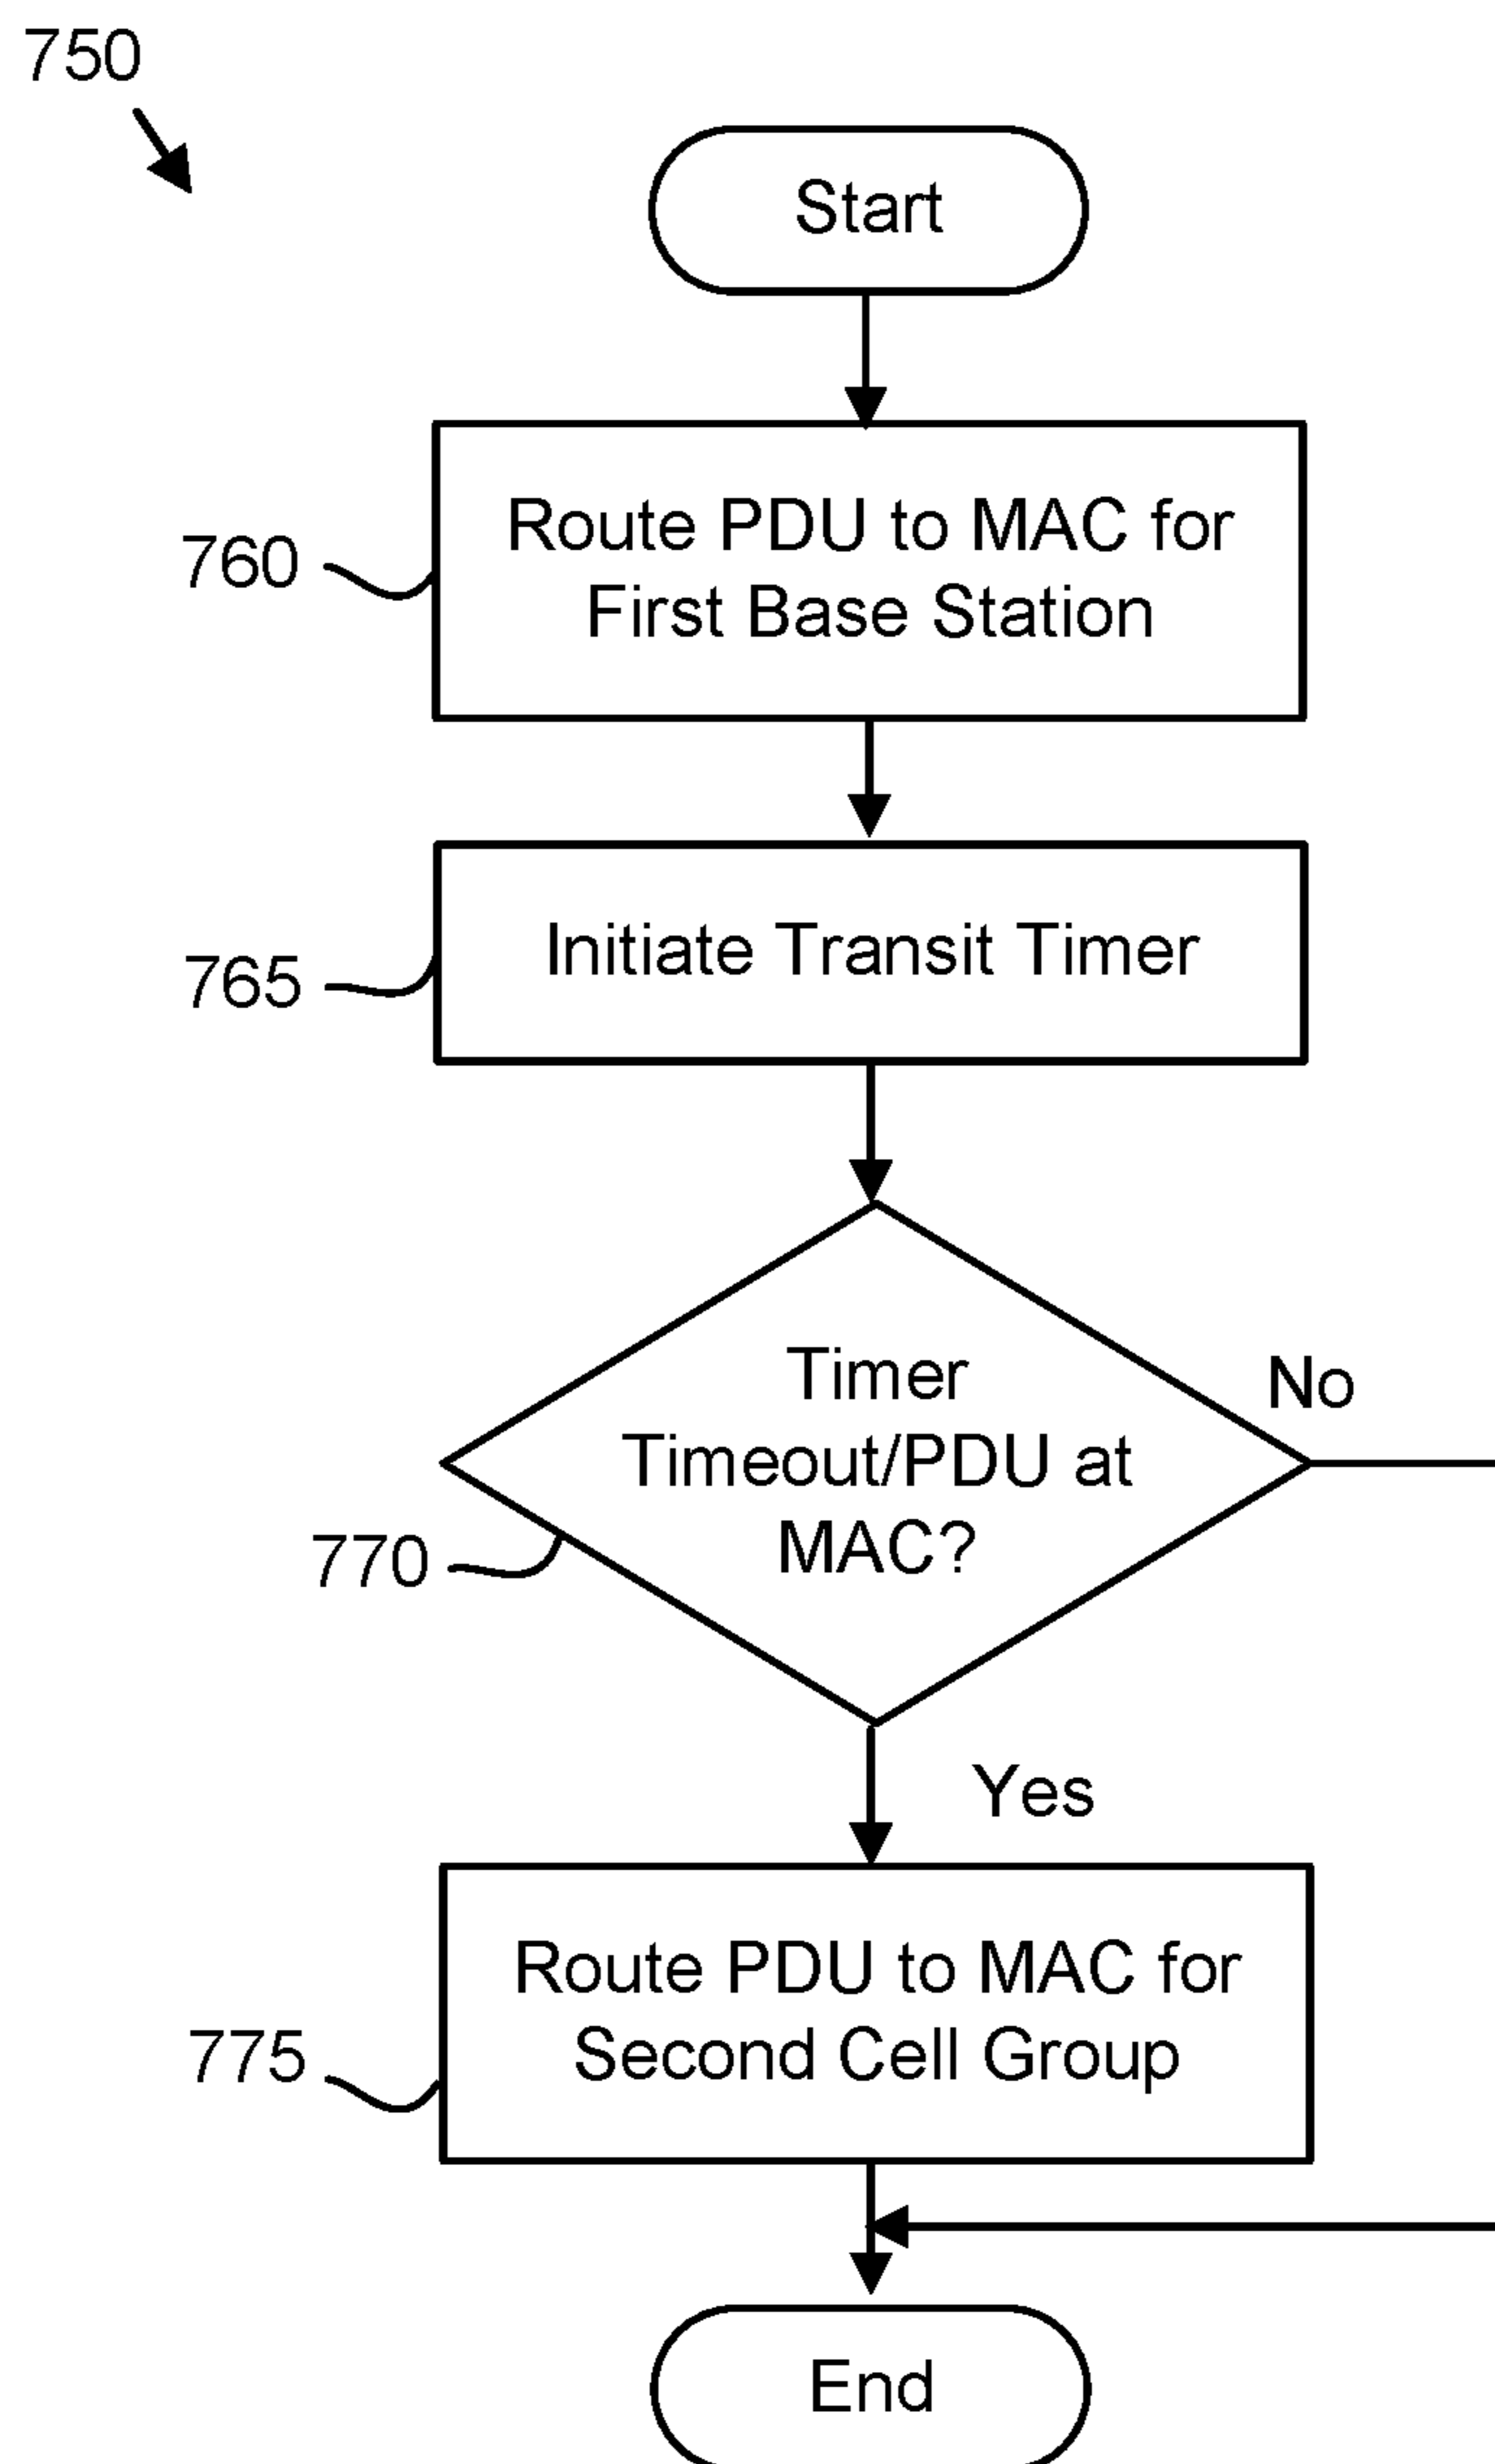 750
Start
Route PDU to MAC for
First Base Station
760
Initiate Transit Timer
765
Timer
Timeout/PDU at
MAC?
No
770
Yes
Route PDU to MAC for
Second Cell Group
775
End